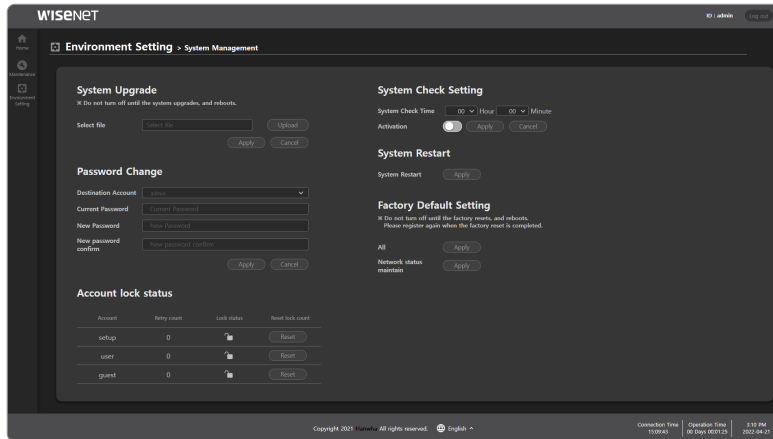 WISENET
ID : admin
Log out
Home
Environment Setting > System Management
Maintenance
Environment
Setting
System Upgrade
※ Do not turn off until the system upgrades, and reboots.
Select file
Select file
Upload
Apply
Cancel
Password Change
Destination Account
admin
Current Password
Current Password
New Password
New Password
New password
confirm
New password confirm
Apply
Cancel
Account lock status
Account
Retry count
Lock status
Reset lock count
setup
0
Reset
user
0
Reset
guest
0
Reset
System Check Setting
System Check Time
00
Hour
00
Minute
Activation
Apply
Cancel
System Restart
System Restart
Apply
Factory Default Setting
※ Do not turn off until the factory resets, and reboots.
Please register again when the factory reset is completed.
All
Apply
Network status
maintain
Apply
Copyright 2021 Hanwha All rights reserved.
English
Connection Time
15:09:43
Operation Time
00 Days 00:01:25
3:10 PM
2022-04-21